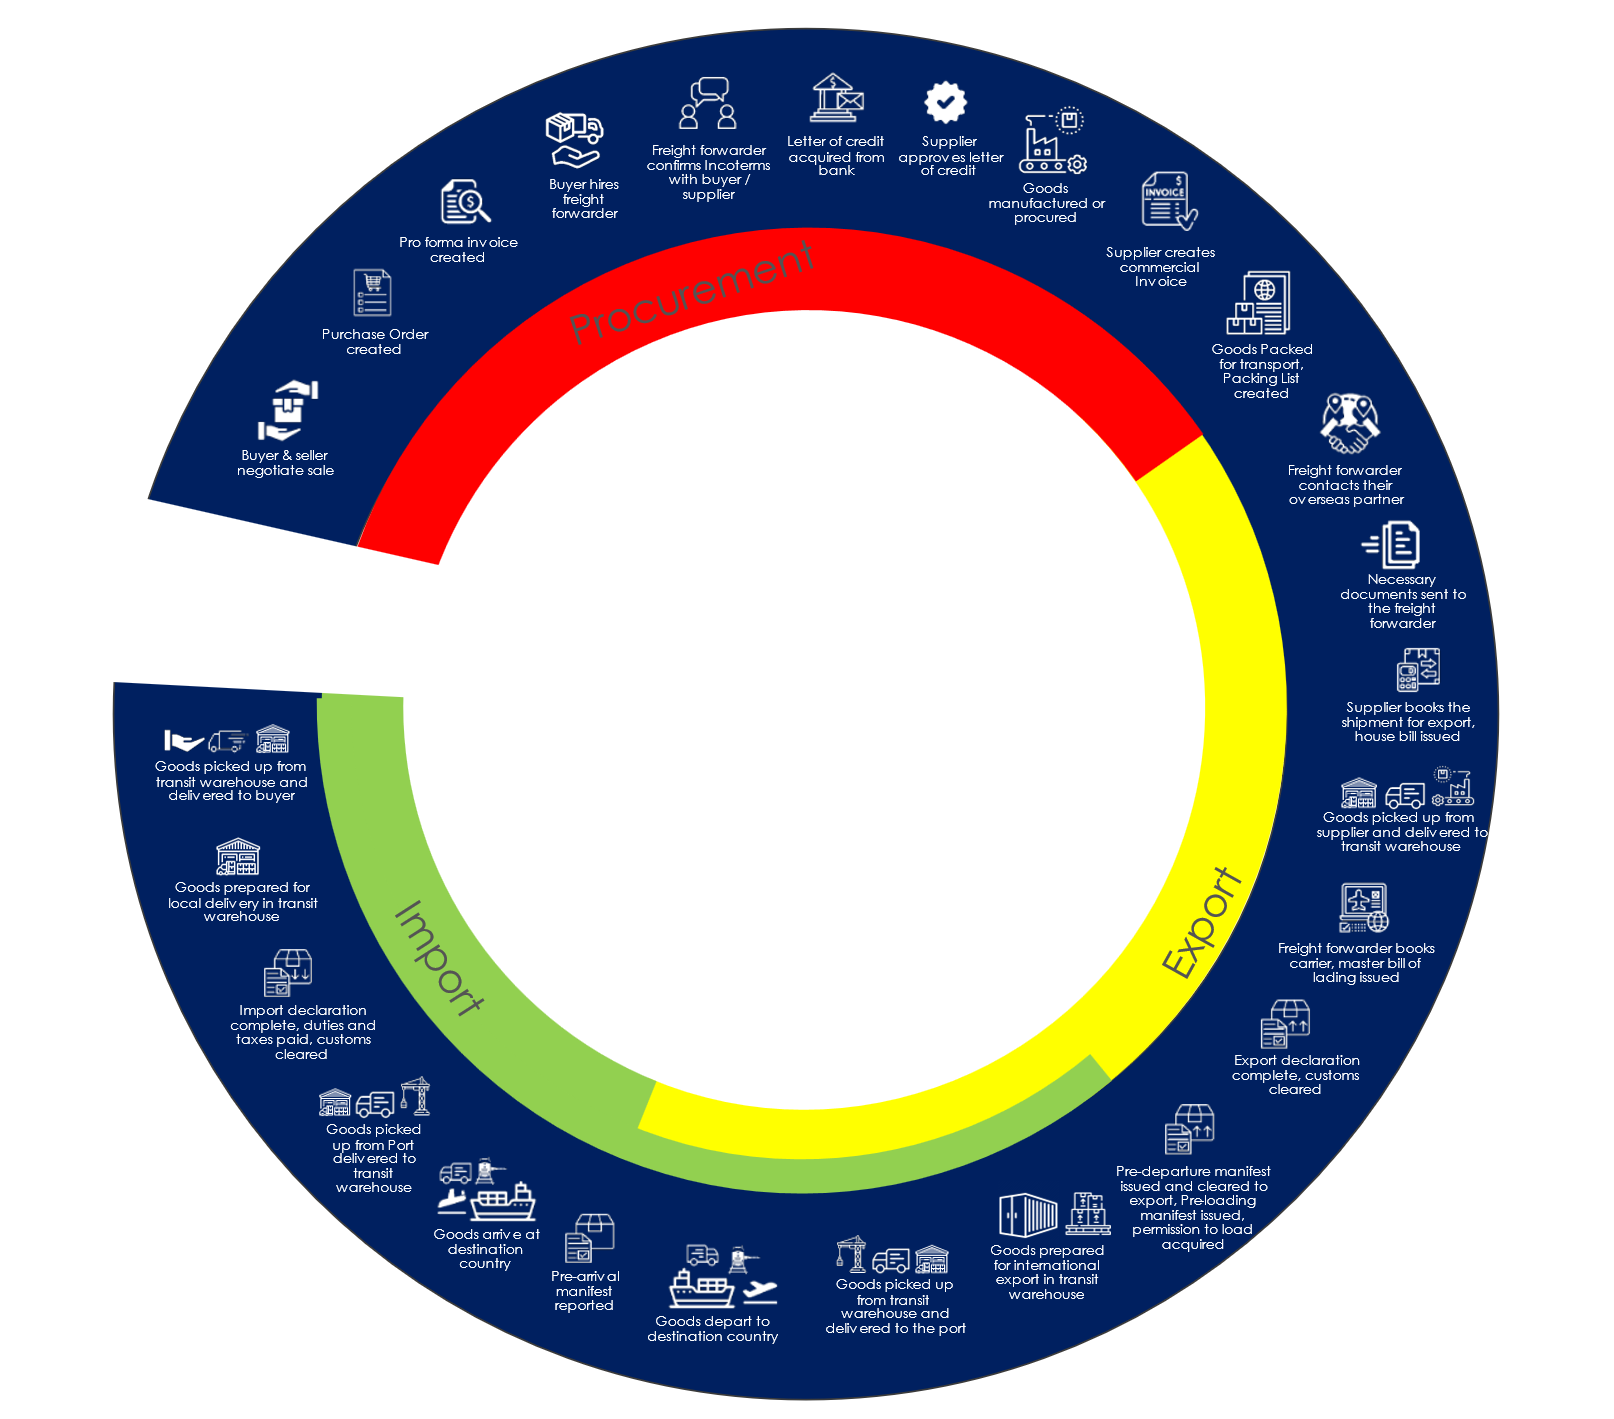 Buyer & seller
negotiate sale
Purchase Order
created
Pro forma invoice
created
Buyer hires
freight
forwarder
Freight forwarder
confirms Incoterms
with buyer /
supplier
Letter of credit
acquired from
bank
Supplier
approves letter
of credit
Goods
manufactured or
procured
INVOICE
Supplier creates
commercial
Invoice
Goods Packed
for transport,
Packing List
created
Freight forwarder
contacts their
overseas partner
Necessary
documents sent to
the freight
forwarder
Supplier books the
shipment for export,
house bill issued
Goods picked up from
supplier and delivered to
transit warehouse
Freight forwarder books
carrier, master bill of
lading issued
Export declaration
complete, customs
cleared
Pre-departure manifest
issued and cleared to
export, Preloading
manifest issued,
permission to load
acquired
Goods prepared
for international
export in transit
warehouse
Goods picked up
from transit
warehouse and
delivered to the port
Goods depart to
destination country
Pre-arrival
manifest
reported
Goods arrive at
destination
country
Goods picked
up from Port
delivered to
transit
warehouse
Import declaration
complete, duties and
taxes paid, customs
cleared
Goods prepared for
local delivery in transit
warehouse
Goods picked up from
transit warehouse and
delivered to buyer
Procurement
Export
Import